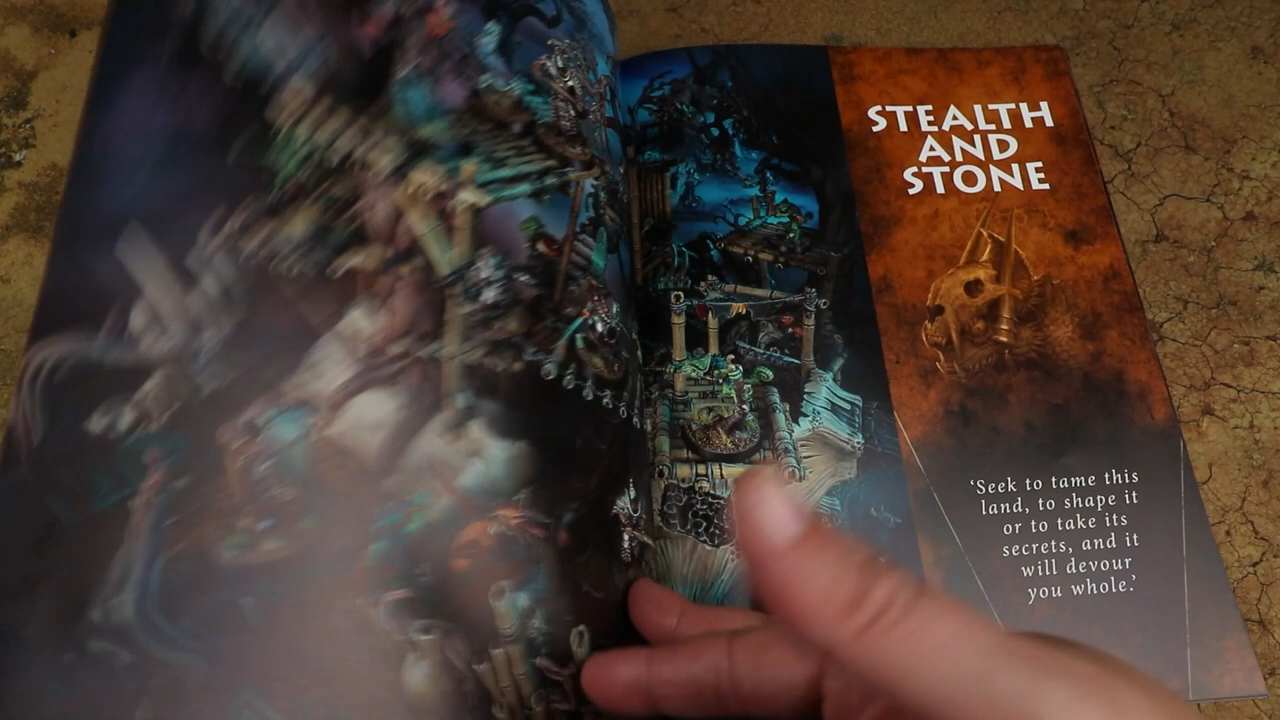 STEALTH
AND
STONE
‘Seek to tame this
land, to shape it
or to take its
secrets, and it
will devour
you whole.’